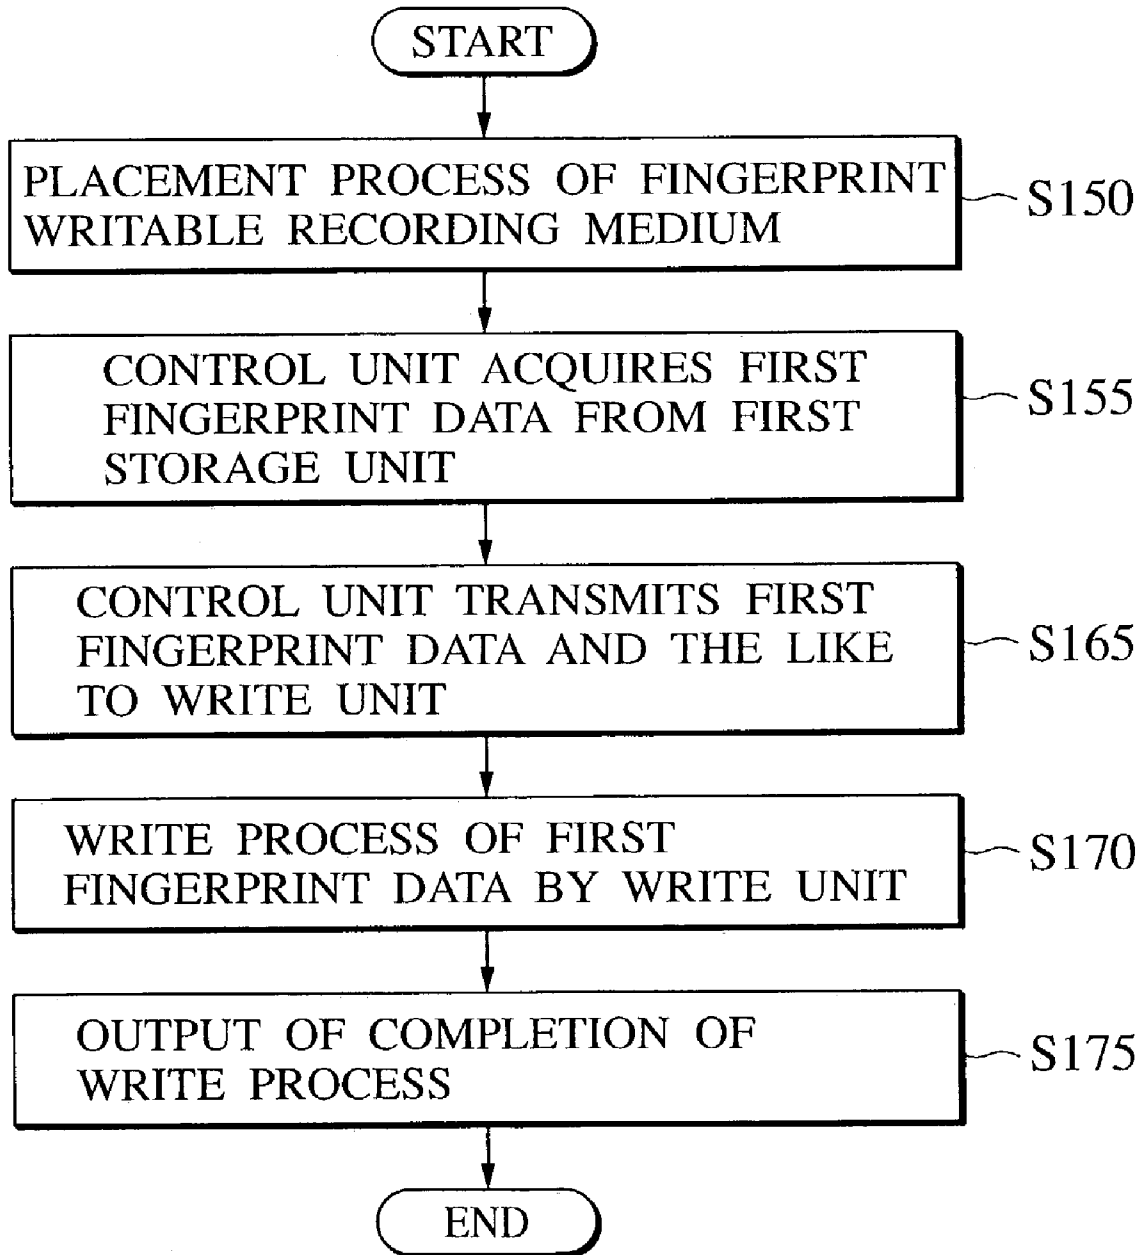 START
PLACEMENT PROCESS OF FINGERPRINT
WRITABLE RECORDING MEDIUM
S150
CONTROL UNIT ACQUIRES FIRST
FINGERPRINT DATA FROM FIRST
STORAGE UNIT
S155
CONTROL UNIT TRANSMITS FIRST
FINGERPRINT DATA AND THE LIKE
TO WRITE UNIT
S165
WRITE PROCESS OF FIRST
FINGERPRINT DATA BY WRITE UNIT
S170
OUTPUT OF COMPLETION OF
WRITE PROCESS
S175
END